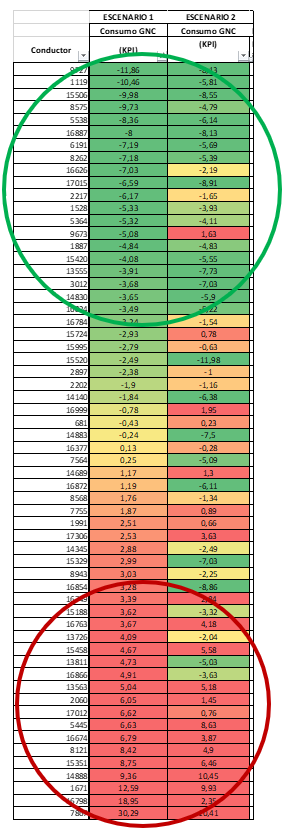 ESCENARIO 1 ESCENARIO 2
Consumo GNC Consumo GNC
Conductor (KPI) (KPI)
-11,86
1119 -10,46 -5,81
15506 -9,98 -8,55
8575 -9,73 -4,79
5538 -8,36 -6,14
16887 -8 -8,13
6191 -7,19 -5,69
8262 -7,18 -5,39
16626 -7,03 -2,19
17015 -6,59 -8,91
2217 -6,17 -1,65
1528 -5,33 -3,93
5364 -5,32 -4,11
9673 -5,08 1,63
1887 -4,84 -4,83
15420 -4,08 -5,55
13555 -3,91 -7,73
3012 -3,68 -7,03
14830 -3,65 -5,9
-3,49
16784 -1,54
15724 -2,93 0,78
15995 -2,79 -0,63
15520 -2,49 -11,98
2897 -2,38 -1
2202 -1,9 -1,16
14140 -1,84 -6,38
16999 -0,78 1,95
681 -0,43 0,23
14883 -0,24 -7,5
16377 0,13 -0,28
7564 0,25 -5,09
14689 1,17 1,3
16872 1,19 -6,11
8568 1,76 -1,34
7755 1,87 0,89
1991 2,51 0,66
17306 2,53 3,63
14345 2,88 -2,49
15329 2,99 -7,03
8943 3,03 -2,25
16854 3,28 -8,86
3,39
15188 3,62 -3,32
16763 3,67 4,18
13726 4,09 -2,04
15458 4,67 5,58
13811 4,73 -5,03
16866 4,91 -3,63
13563 5,04 5,18
2060 6,05 1,45
17012 6,62 0,76
5445 6,63 8,63
16674 6,79 3,87
8121 8,42 4,9
15351 8,75 6,46
14888 9,36 10,45
1671 12,59 9,93
16798 18,95
30,29